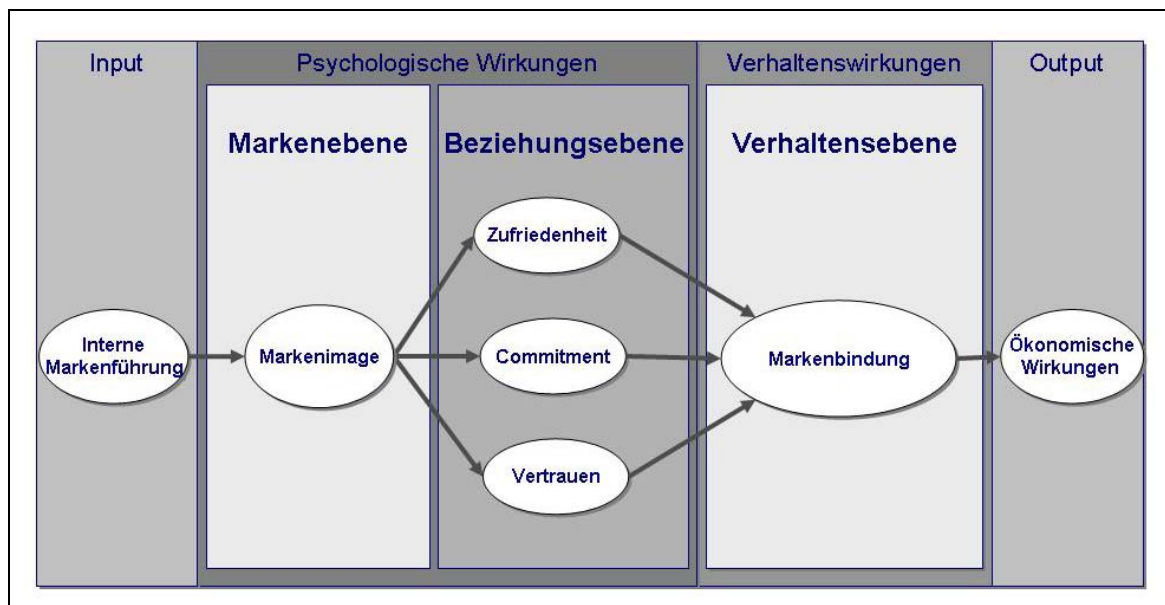 Input
Psychologische Wirkungen
Verhaltenswirkungen
Output
Markenebene
Beziehungsebene
Verhaltensebene
Zufriedenheit
Interne
Markenführung
Markenimage
Commitment
Markenbindung
Ökonomische
Wirkungen
Vertrauen